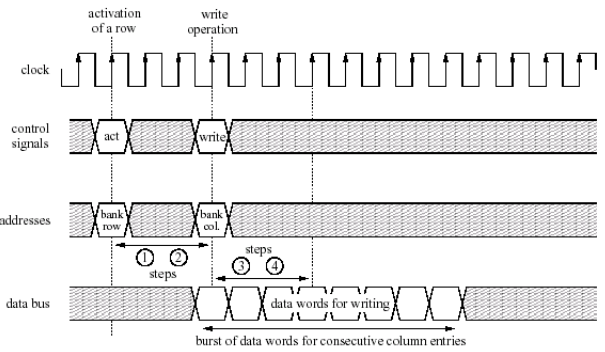 activation
of a row
write
operation
clock
control
signals
act
write
addresses
bank
row
bank
col.
1 2
steps
steps
3 4
data bus
data words for writing
burst of data words for consecutive column entries